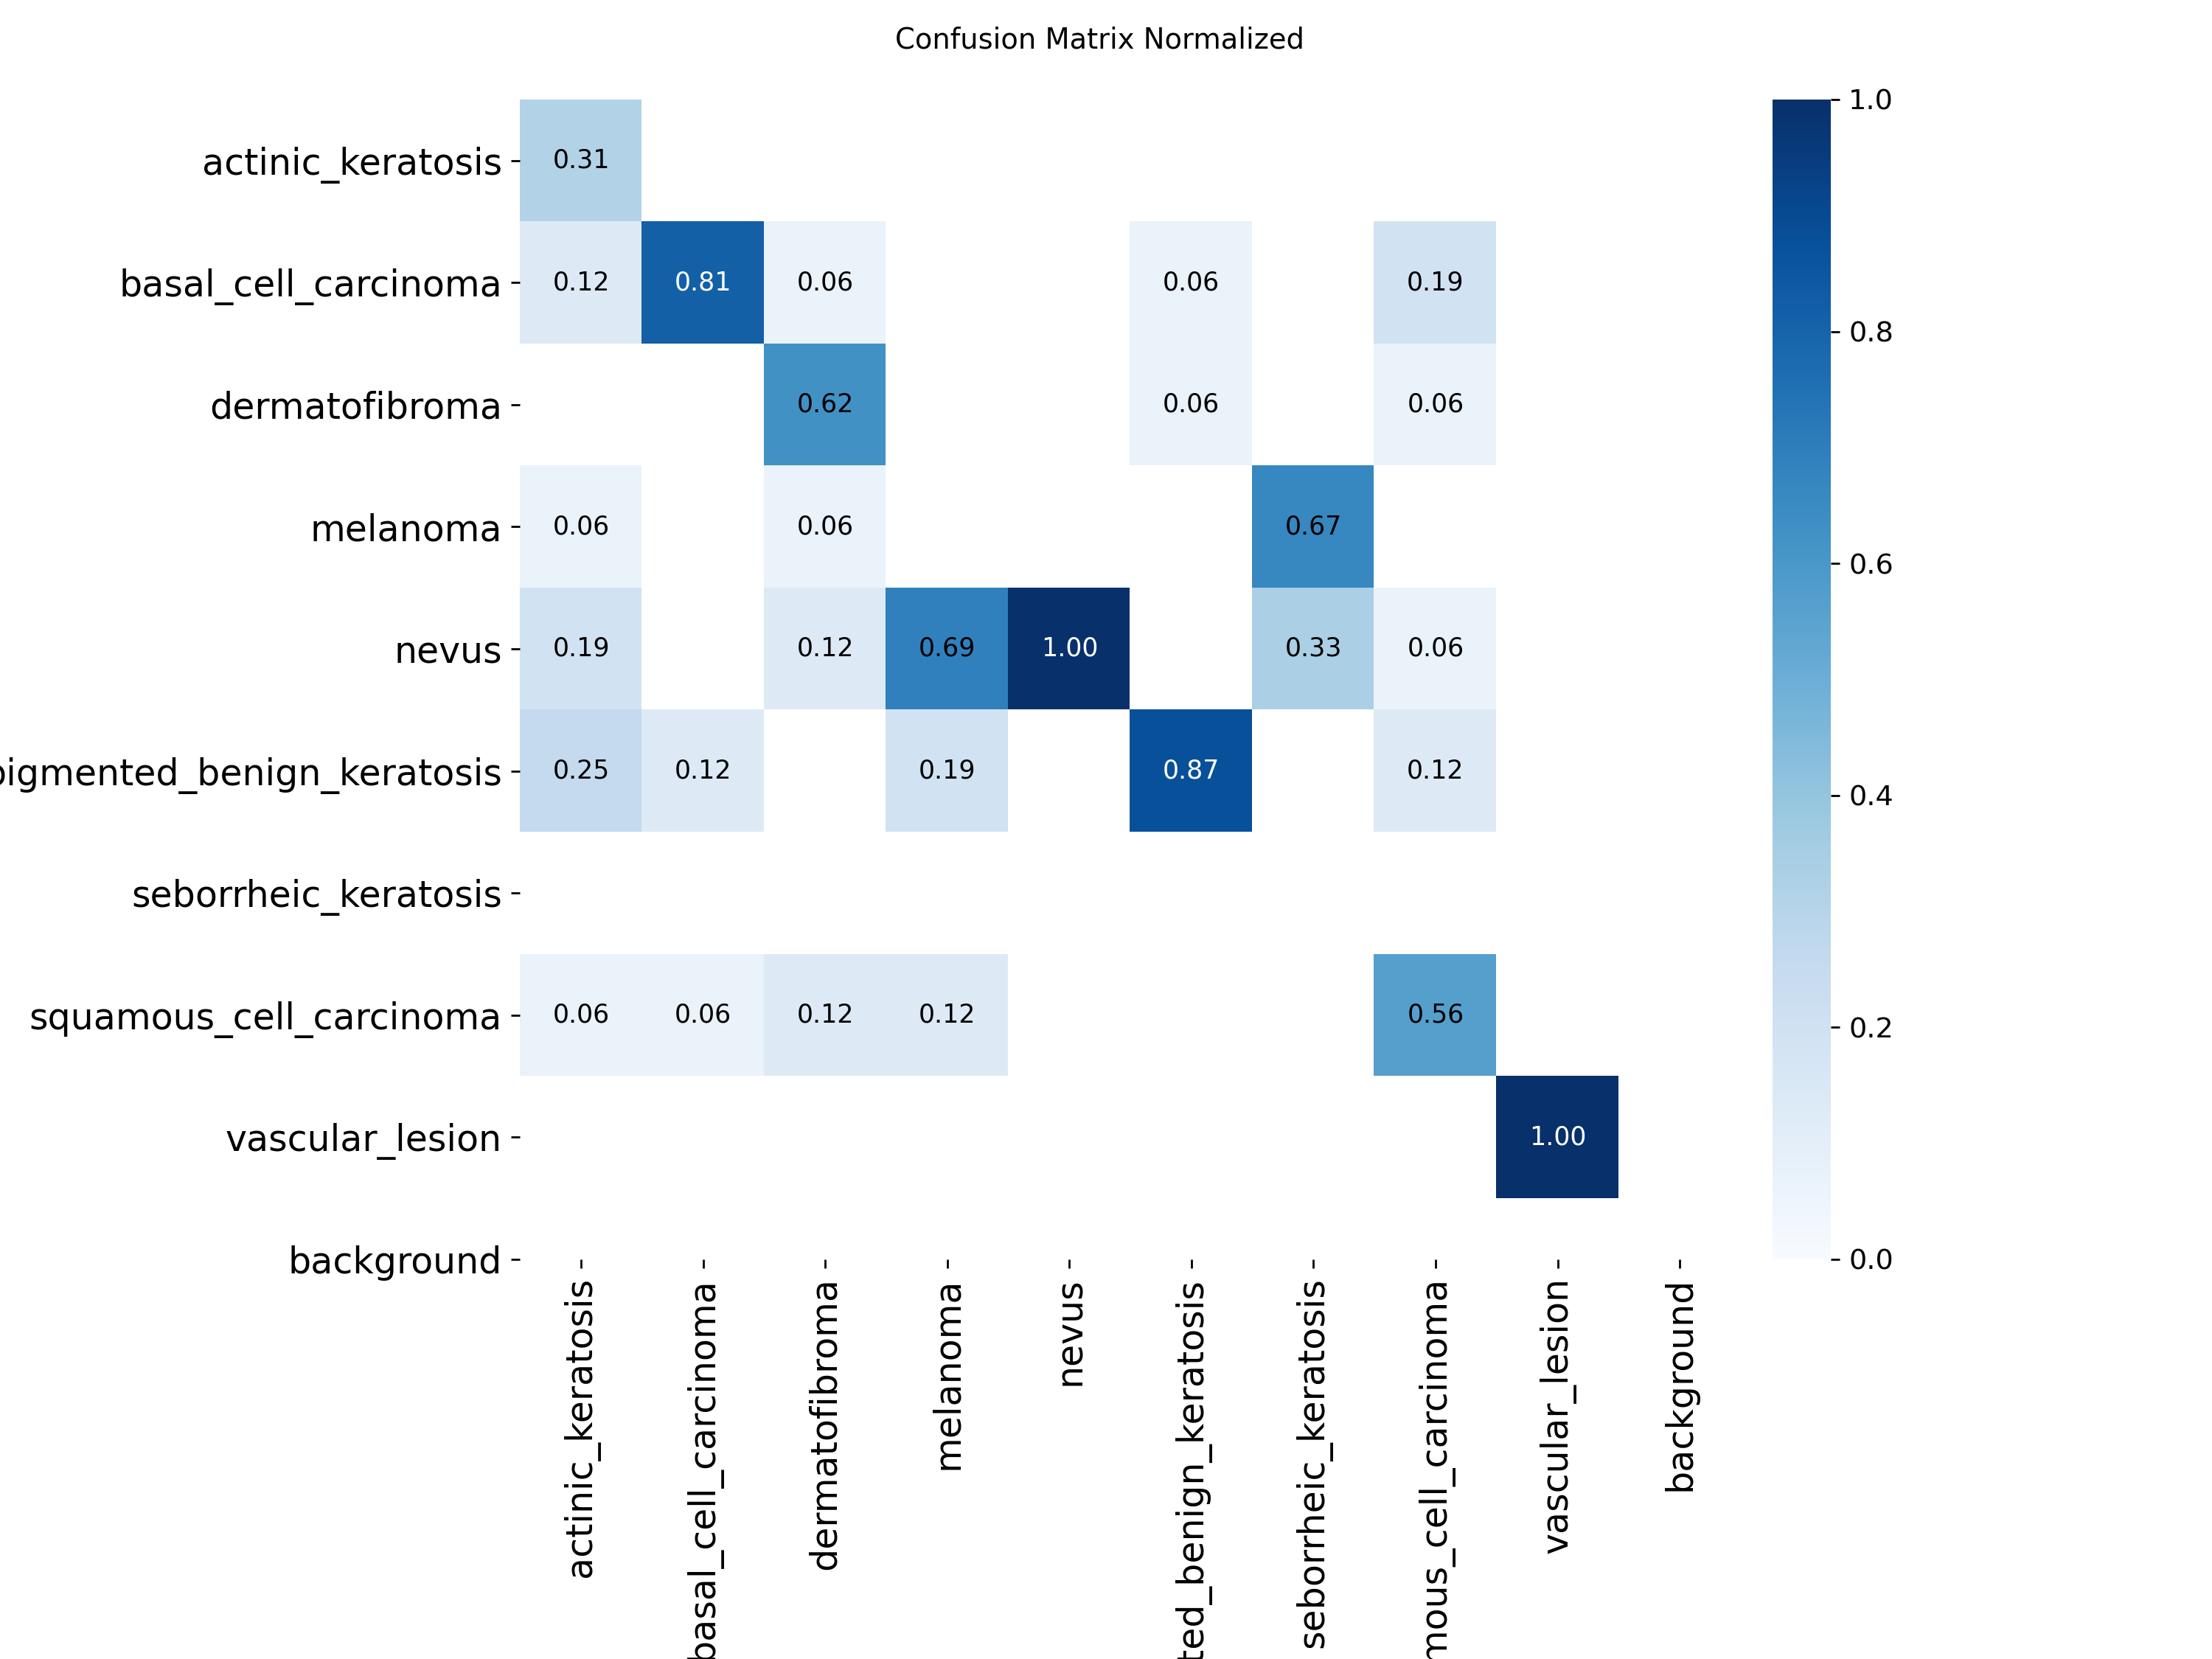 Confusion Matrix Normalized
actinic_keratosis 0.31 1.0
basal_cell_carcinoma 0.12 0.81 0.06 0.06 0.19
0.8
dermatofibroma 0.62 0.06 0.06
melanoma 0.06 0.06 0.67
0.6
nevus 0.19 0.12 0.69 1.00 0.33 0.06
pigmented_benign_keratosis 0.25 0.12 0.19 0.87 0.12
0.4
seborrheic_keratosis
squamous_cell_carcinoma 0.06 0.06 0.12 0.12 0.56
0.2
vascular_lesion 1.00
background 0.0
actinic_keratosis
basal_cell_carcinoma
dermatofibroma
melanoma
nevus
ted_benign_keratosis
seborrheic_keratosis
mous_cell_carcinoma
vascular_lesion
background